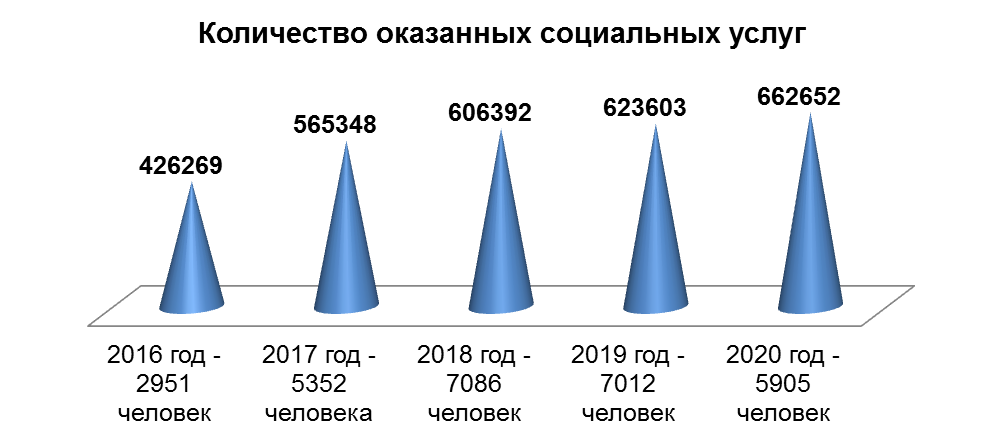 Количество оказанных социальных услуг
426269
565348
606392
623603
662652
2016 год -
2951
человек
2017 год -
5352
человека
2018 год -
7086
человек
2019 год -
7012
человек
2020 год -
5905
человек